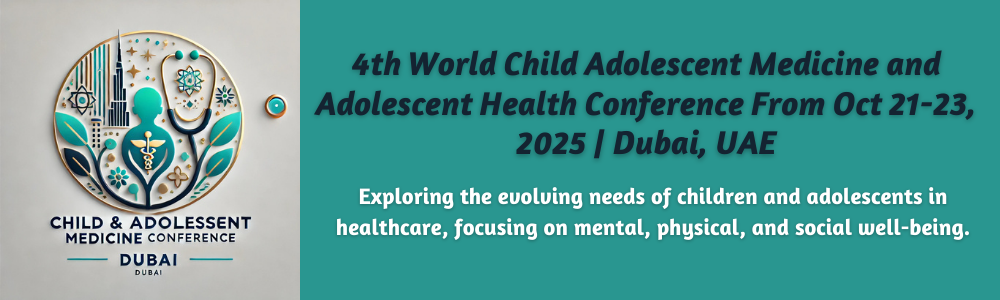 CHILD & ADOLESSENT
MEDICINE CONFERENCE
DUBAI
DUBAI
4th World Child Adolescent Medicine and
Adolescent Health Conference From Oct 21-23,
2025 | Dubai, UAE
Exploring the evolving needs of children and adolescents in
healthcare, focusing on mental, physical, and social well-being.